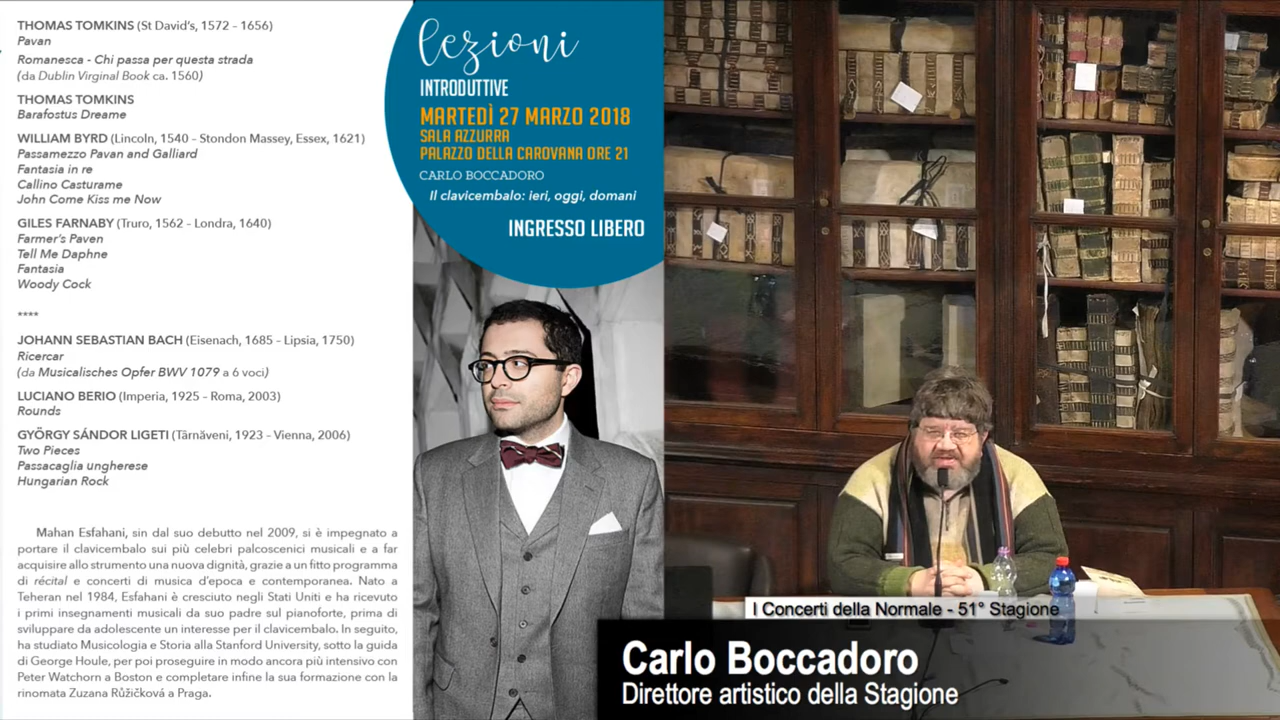 THOMAS TOMKINS (St David's, 1572 – 1656)
Pavan
Romanesca - Chi passa per questa strada
(da Dublin Virginal Book ca. 1560)
THOMAS TOMKINS
Barafostus Dreame
WILLIAM BYRD (Lincoln, 1540 – Stondon Massey, Essex, 1621)
Passamezzo Pavan and Galliard
Fantasia in re
Callino Casturame
John Come Kiss me Now
GILES FARNABY (Truro, 1562 – Londra, 1640)
Farmer's Paven
Tell Me Daphne
Fantasia
Woody Cock
****
JOHANN SEBASTIAN BACH (Eisenach, 1685 – Lipsia, 1750)
Ricercar
(da Musicalisches Opfer BWV 1079 a 6 voci)
LUCIANO BERIO (Imperia, 1925 – Roma, 2003)
Rounds
GYÖRGY SÁNDOR LIGETI (Târnăveni, 1923 – Vienna, 2006)
Two Pieces
Passacaglia ungherese
Hungarian Rock
Mahan Esfahani, sin dal suo debutto nel 2009, si è impegnato a
portare il clavicembalo sui più celebri palcoscenici musicali e a far
acquisire allo strumento una nuova dignità, grazie a un fitto programma
di récital e concerti di musica d'epoca e contemporanea. Nato a
Teheran nel 1984, Esfahani è cresciuto negli Stati Uniti e ha ricevuto
i primi insegnamenti musicali da suo padre sul pianoforte, prima di
sviluppare da adolescente un interesse per il clavicembalo. In seguito,
ha studiato Musicologia e Storia alla Stanford University, sotto la guida
di George Houle, per poi proseguire in modo ancora più intensivo con
Peter Watchorn a Boston e completare infine la sua formazione con la
rinomata Zuzana Růžičková a Praga.
lezioni
INTRODUTTIVE
MARTEDÌ 27 MARZO 2018
SALA AZZURRA
PALAZZO DELLA CAROVANA ORE 21
CARLO BOCCADORO
Il clavicembalo: ieri, oggi, domani
INGRESSO LIBERO
I Concerti della Normale - 51° Stagione
Carlo Boccadoro
Direttore artistico della Stagione